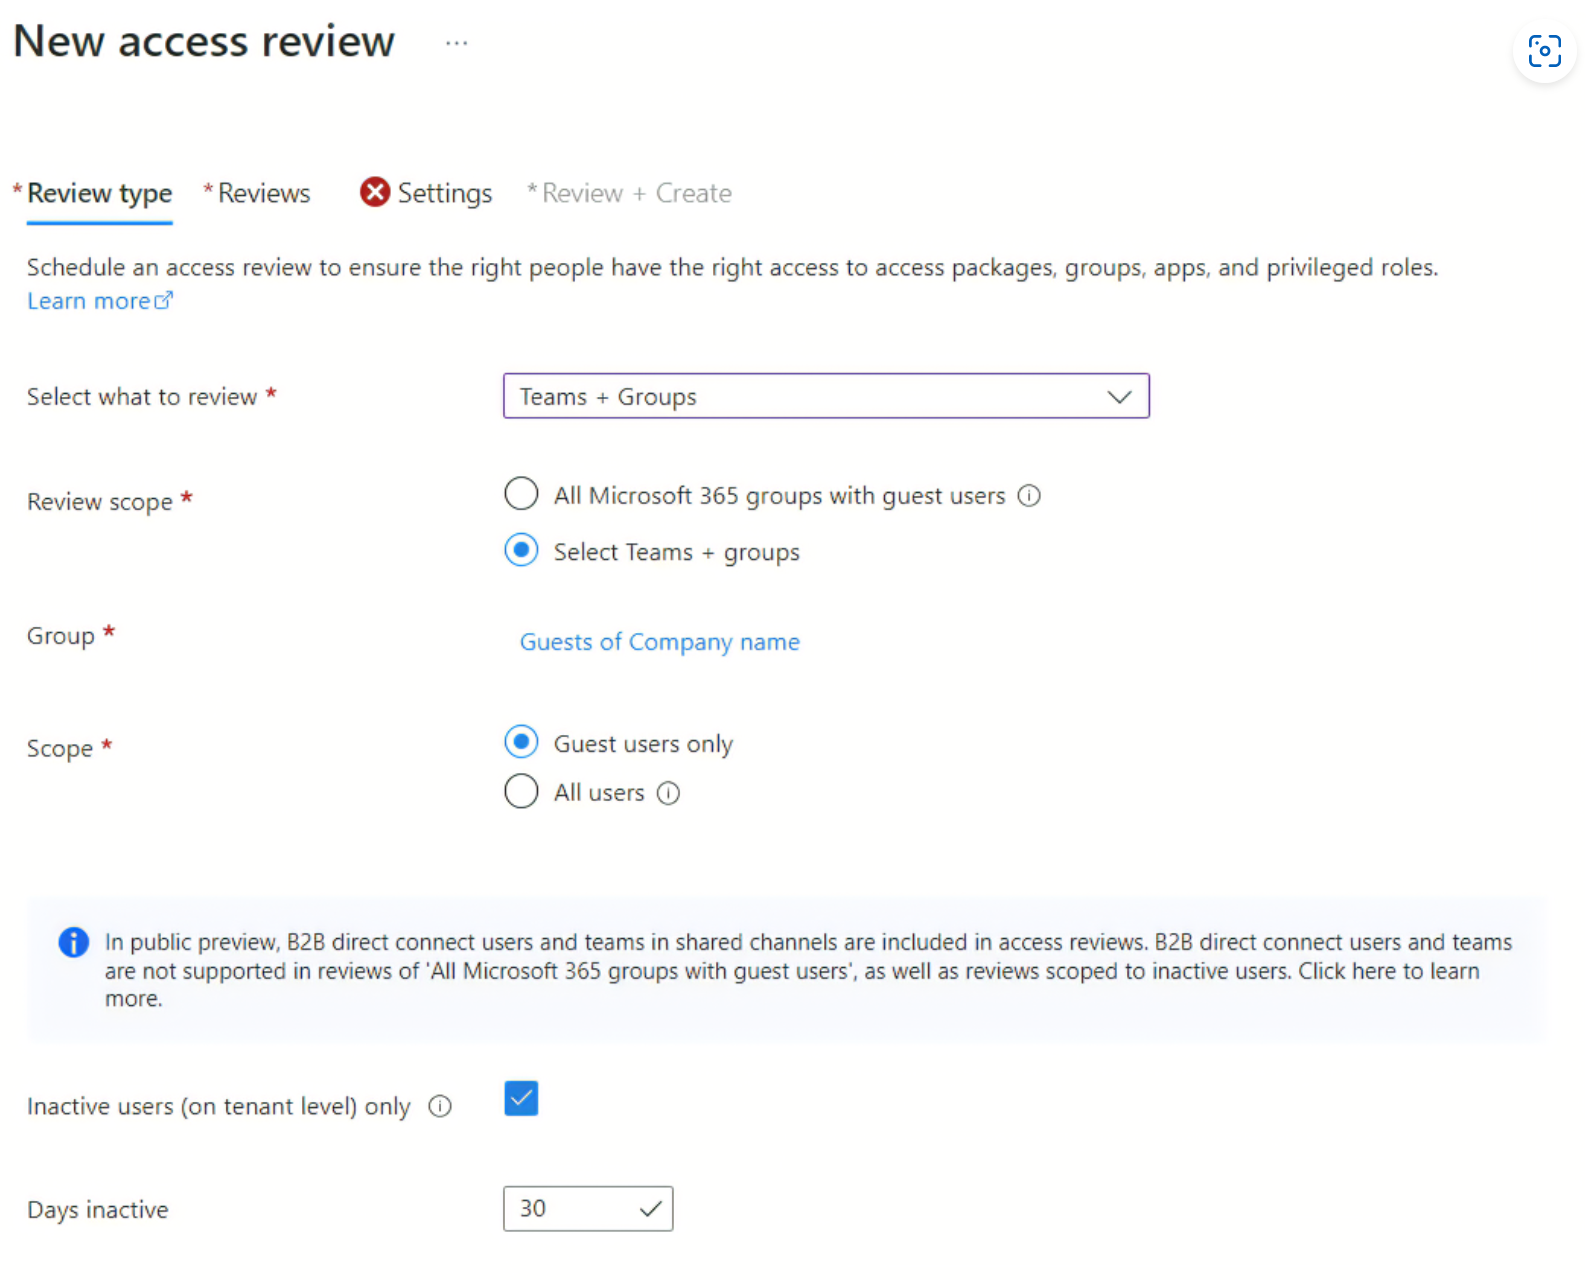 New access review ...
* Review type * Reviews Settings * Review + Create
Schedule an access review to ensure the right people have the right access to access packages, groups, apps, and privileged roles.
Learn more
Select what to review * Teams + Groups
Review scope * All Microsoft 365 groups with guest users
Select Teams + groups
Group * Guests of Company name
Scope * Guest users only
All users
In public preview, B2B direct connect users and teams in shared channels are included in access reviews. B2B direct connect users and teams
are not supported in reviews of 'All Microsoft 365 groups with guest users', as well as reviews scoped to inactive users. Click here to learn
more.
Inactive users (on tenant level) only
Days inactive 30